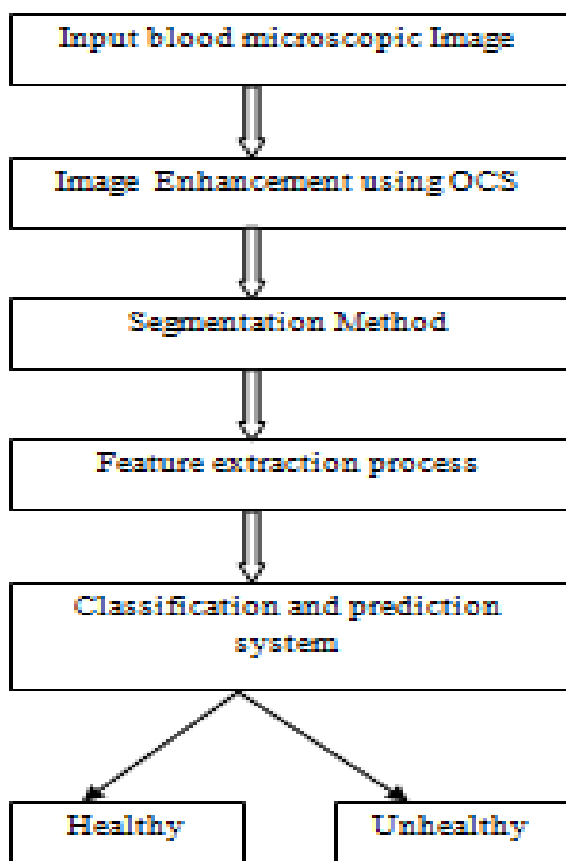 Input blood microscopic Image
Image Enhancement using OCS
Segmentation Method
Feature extraction process
Classification and prediction
system
Healthy
Unhealthy